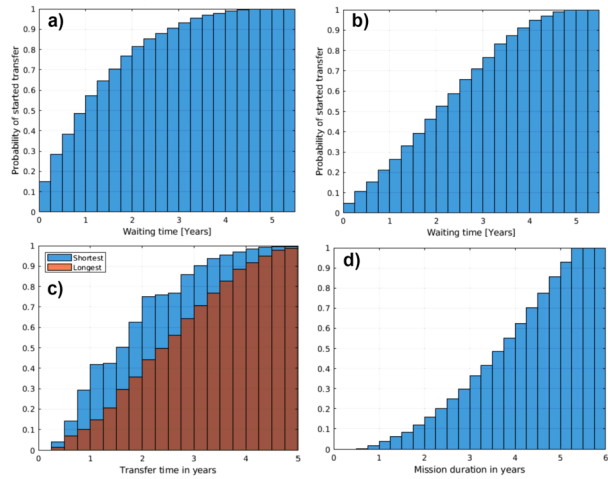 a)
Probability of started transfer
1
0.9
0.8
0.7
0.6
0.5
0.4
0.3
0.2
0.1
0
0 1 2 3 4 5
Waiting time [Years]
b)
Probability of started transfer
1
0.9
0.8
0.7
0.6
0.5
0.4
0.3
0.2
0.1
0
0 1 2 3 4 5
Waiting time [Years]
c)
Shortest
Longest
1
0.9
0.8
0.7
0.6
0.5
0.4
0.3
0.2
0.1
0
0 1 2 3 4 5
Transfer time in years
d)
1
0.9
0.8
0.7
0.6
0.5
0.4
0.3
0.2
0.1
0
0 1 2 3 4 5 6
Mission duration in years